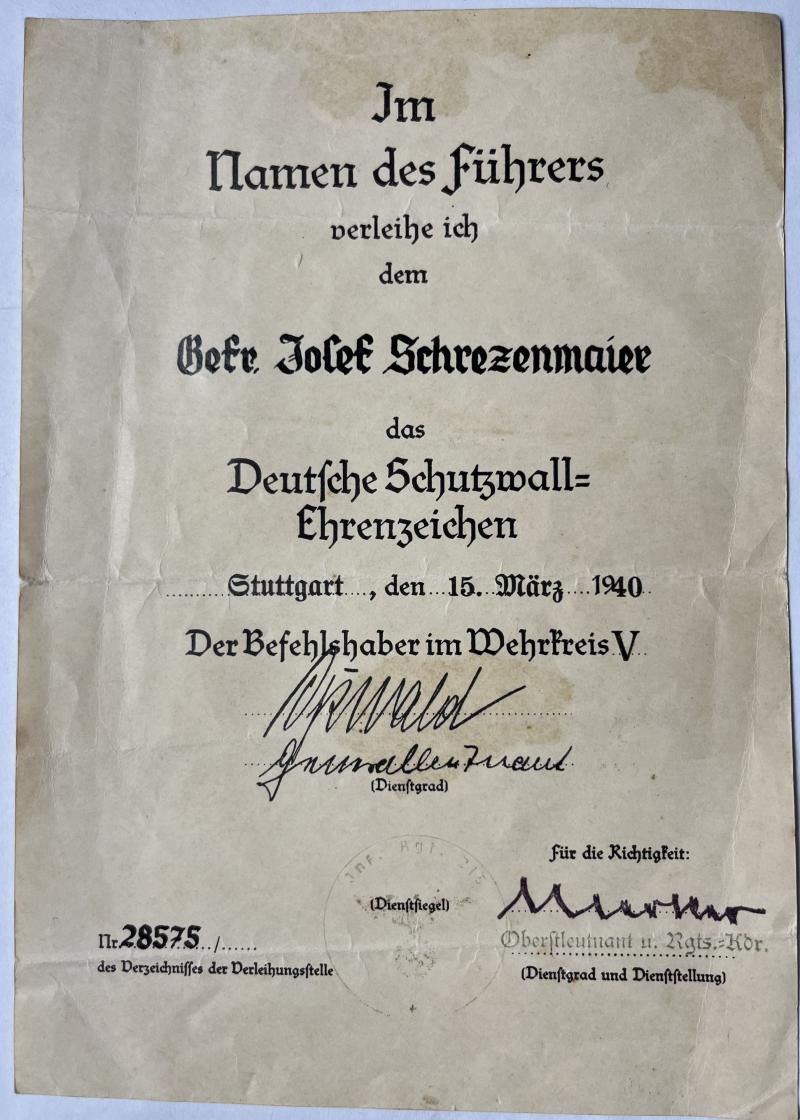 Im
Namen des Führers
verleihe ich
dem
Gefr. Josef Schrezenmaier
das
Deutsche Schutzwall=
Ehrenzeichen
Stuttgart, den 15. März 1940
Der Befehlshaber im Wehrkreis V
Oßwald
Generalleutnant
(Dienstgrad)
Für die Richtigkeit:
Inf. Rgt.
(Dienstsiegel)
Nr. 28575 /
Oberstleutnant u. Rgts.=Kdr.
des Verzeichnisses der Verleihungsstelle
(Dienstgrad und Dienststellung)